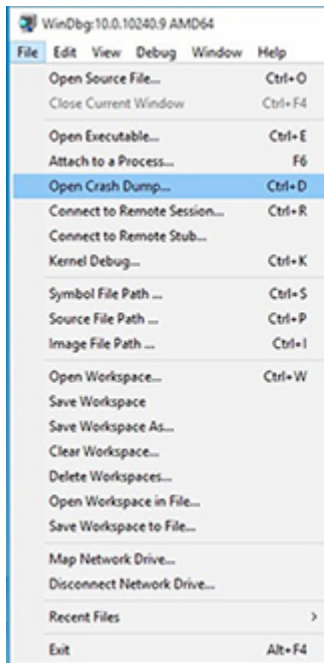 WinDbg:10.0.10240.9 AMD64
File Edit View Debug Window Help
Open Source File... Ctrl+O
Close Current Window Ctrl+F4
Open Executable... Ctrl+E
Attach to a Process... F6
Open Crash Dump... Ctrl+D
Connect to Remote Session... Ctrl+R
Connect to Remote Stub...
Kernel Debug... Ctrl+K
Symbol File Path ... Ctrl+S
Source File Path ... Ctrl+P
Image File Path ... Ctrl+I
Open Workspace... Ctrl+W
Save Workspace
Save Workspace As...
Clear Workspace...
Delete Workspaces...
Open Workspace in File...
Save Workspace to File...
Map Network Drive...
Disconnect Network Drive...
Recent Files >
Exit Alt+F4